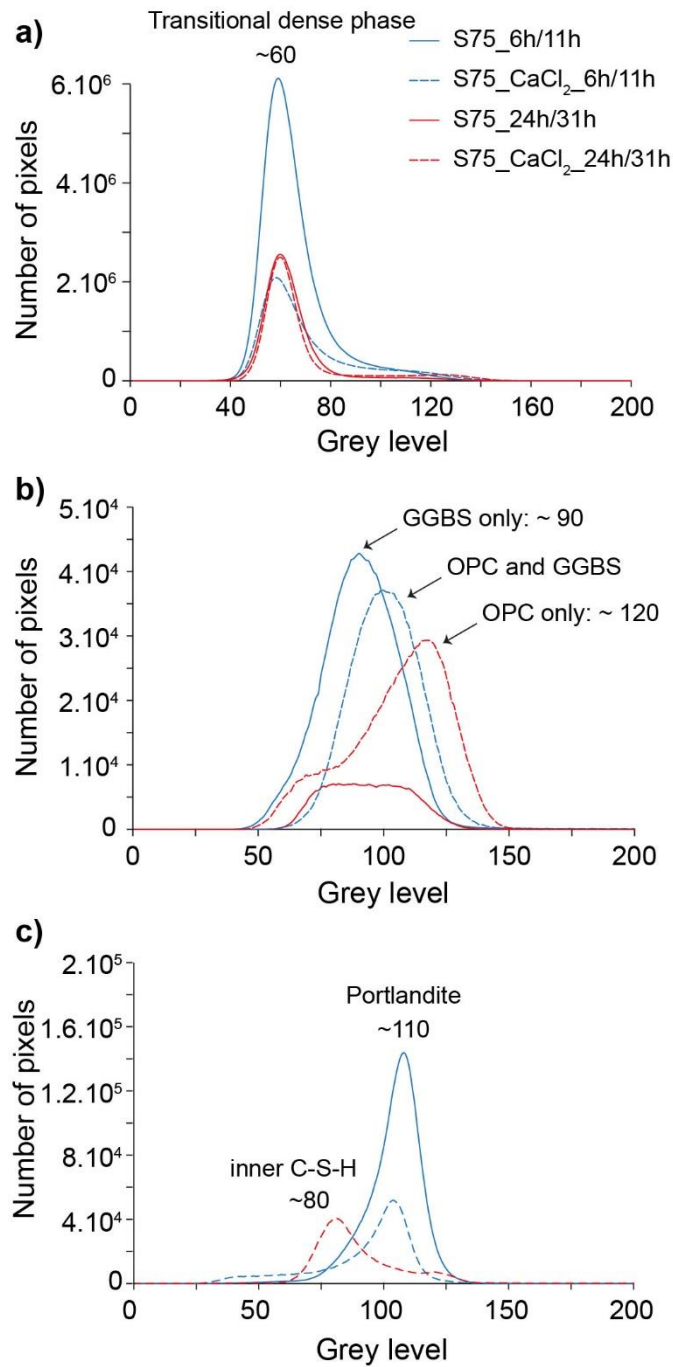 a)
Transitional dense phase
~60
S75_6h/11h
S75_CaCl₂_6h/11h
S75_24h/31h
S75_CaCl₂_24h/31h
6.10⁶
4.10⁶
2.10⁶
0
Number of pixels
0 40 80 120 160 200
Grey level
b)
5.10⁴
4.10⁴
3.10⁴
2.10⁴
1.10⁴
0
Number of pixels
GGBS only: ~ 90
OPC and GGBS
OPC only: ~ 120
0 50 100 150 200
Grey level
c)
2.10⁵
1.6.10⁵
1.2.10⁵
8.10⁴
4.10⁴
0
Number of pixels
Portlandite
~110
inner C-S-H
~80
0 50 100 150 200
Grey level